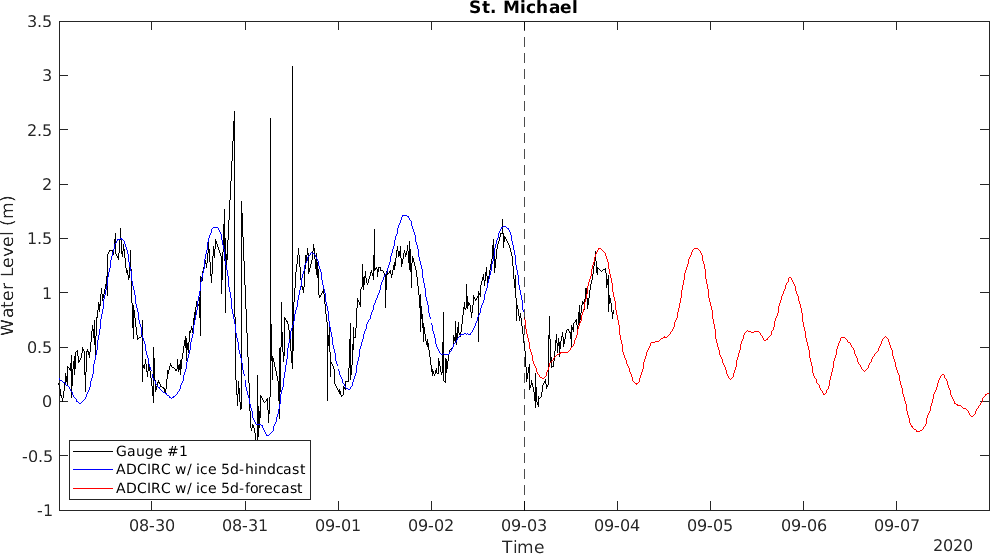 St. Michael
Water Level (m)
3.5
3
2.5
2
1.5
1
0.5
0
-0.5
-1
Gauge #1
ADCIRC w/ ice 5d-hindcast
ADCIRC w/ ice 5d-forecast
08-30 08-31 09-01 09-02 09-03 09-04 09-05 09-06 09-07
Time
2020